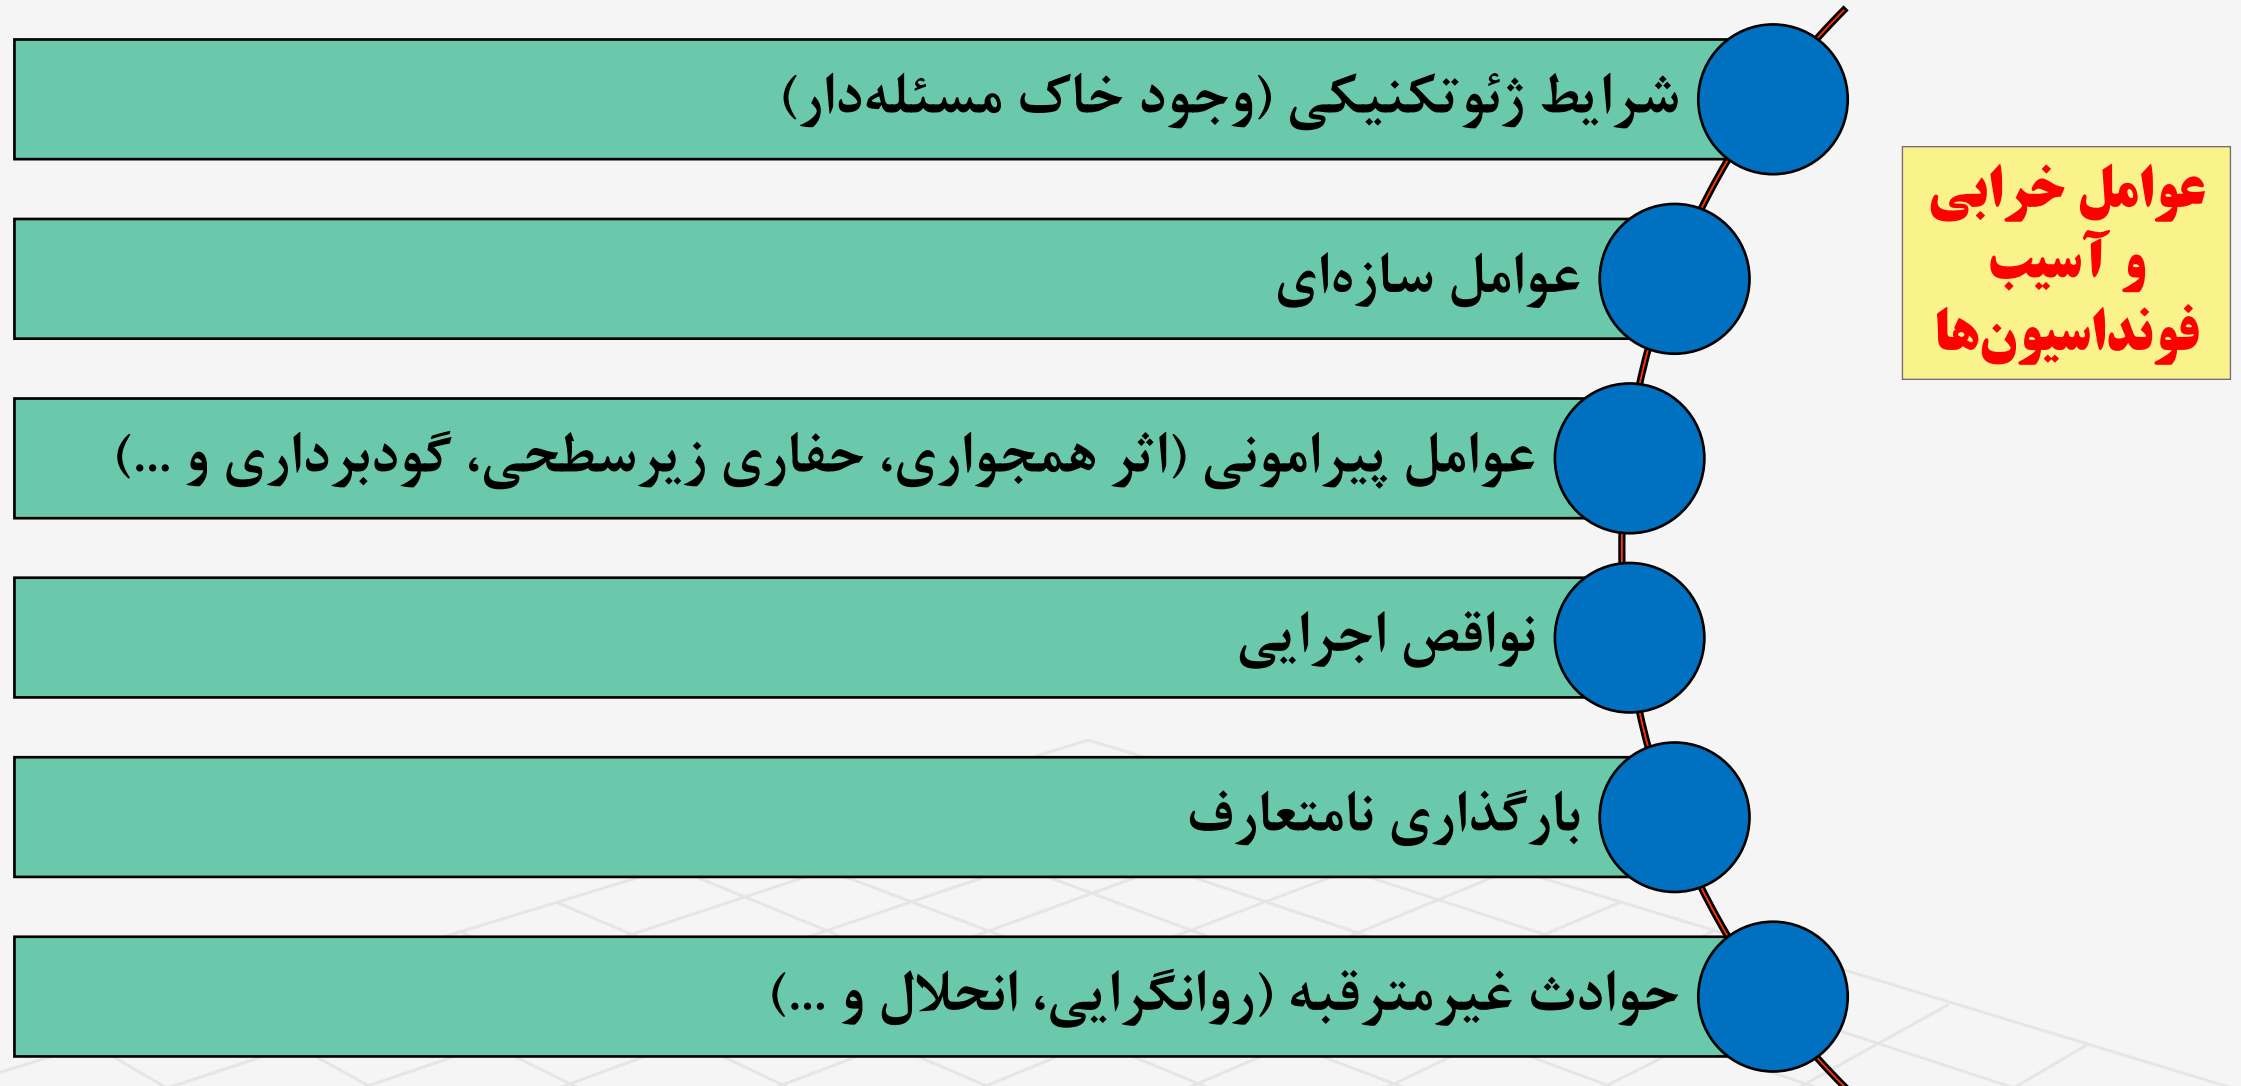 عوامل خرابی
و آسیب
فونداسیون‌ها
شرایط ژئوتکنیکی (وجود خاک مسئله‌دار)
عوامل سازه‌ای
عوامل پیرامونی (اثر همجواری، حفاری زیرسطحی، گودبرداری و ...)
نواقص اجرایی
بارگذاری نامتعارف
حوادث غیرمترقبه (روانگرایی، انحلال و ...)